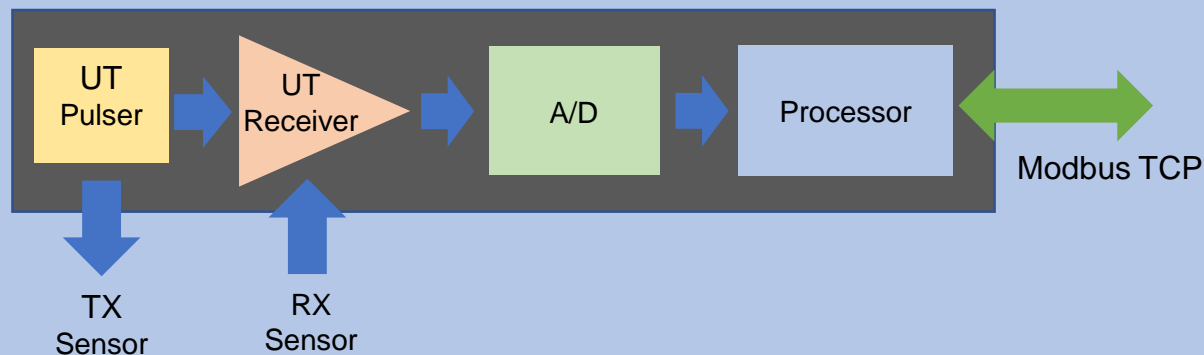 UT
Pulser
UT
Receiver
A/D
Processor
Modbus TCP
TX
Sensor
RX
Sensor